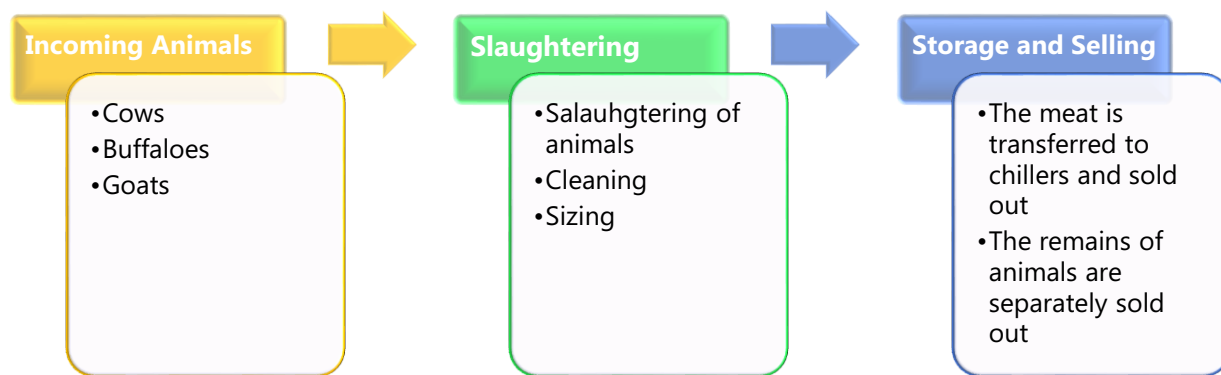 Incoming Animals
•Cows
•Buffaloes
•Goats
Slaughtering
•Salauhgtering of
animals
•Cleaning
•Sizing
Storage and Selling
•The meat is
transferred to
chillers and sold
out
•The remains of
animals are
separately sold
out